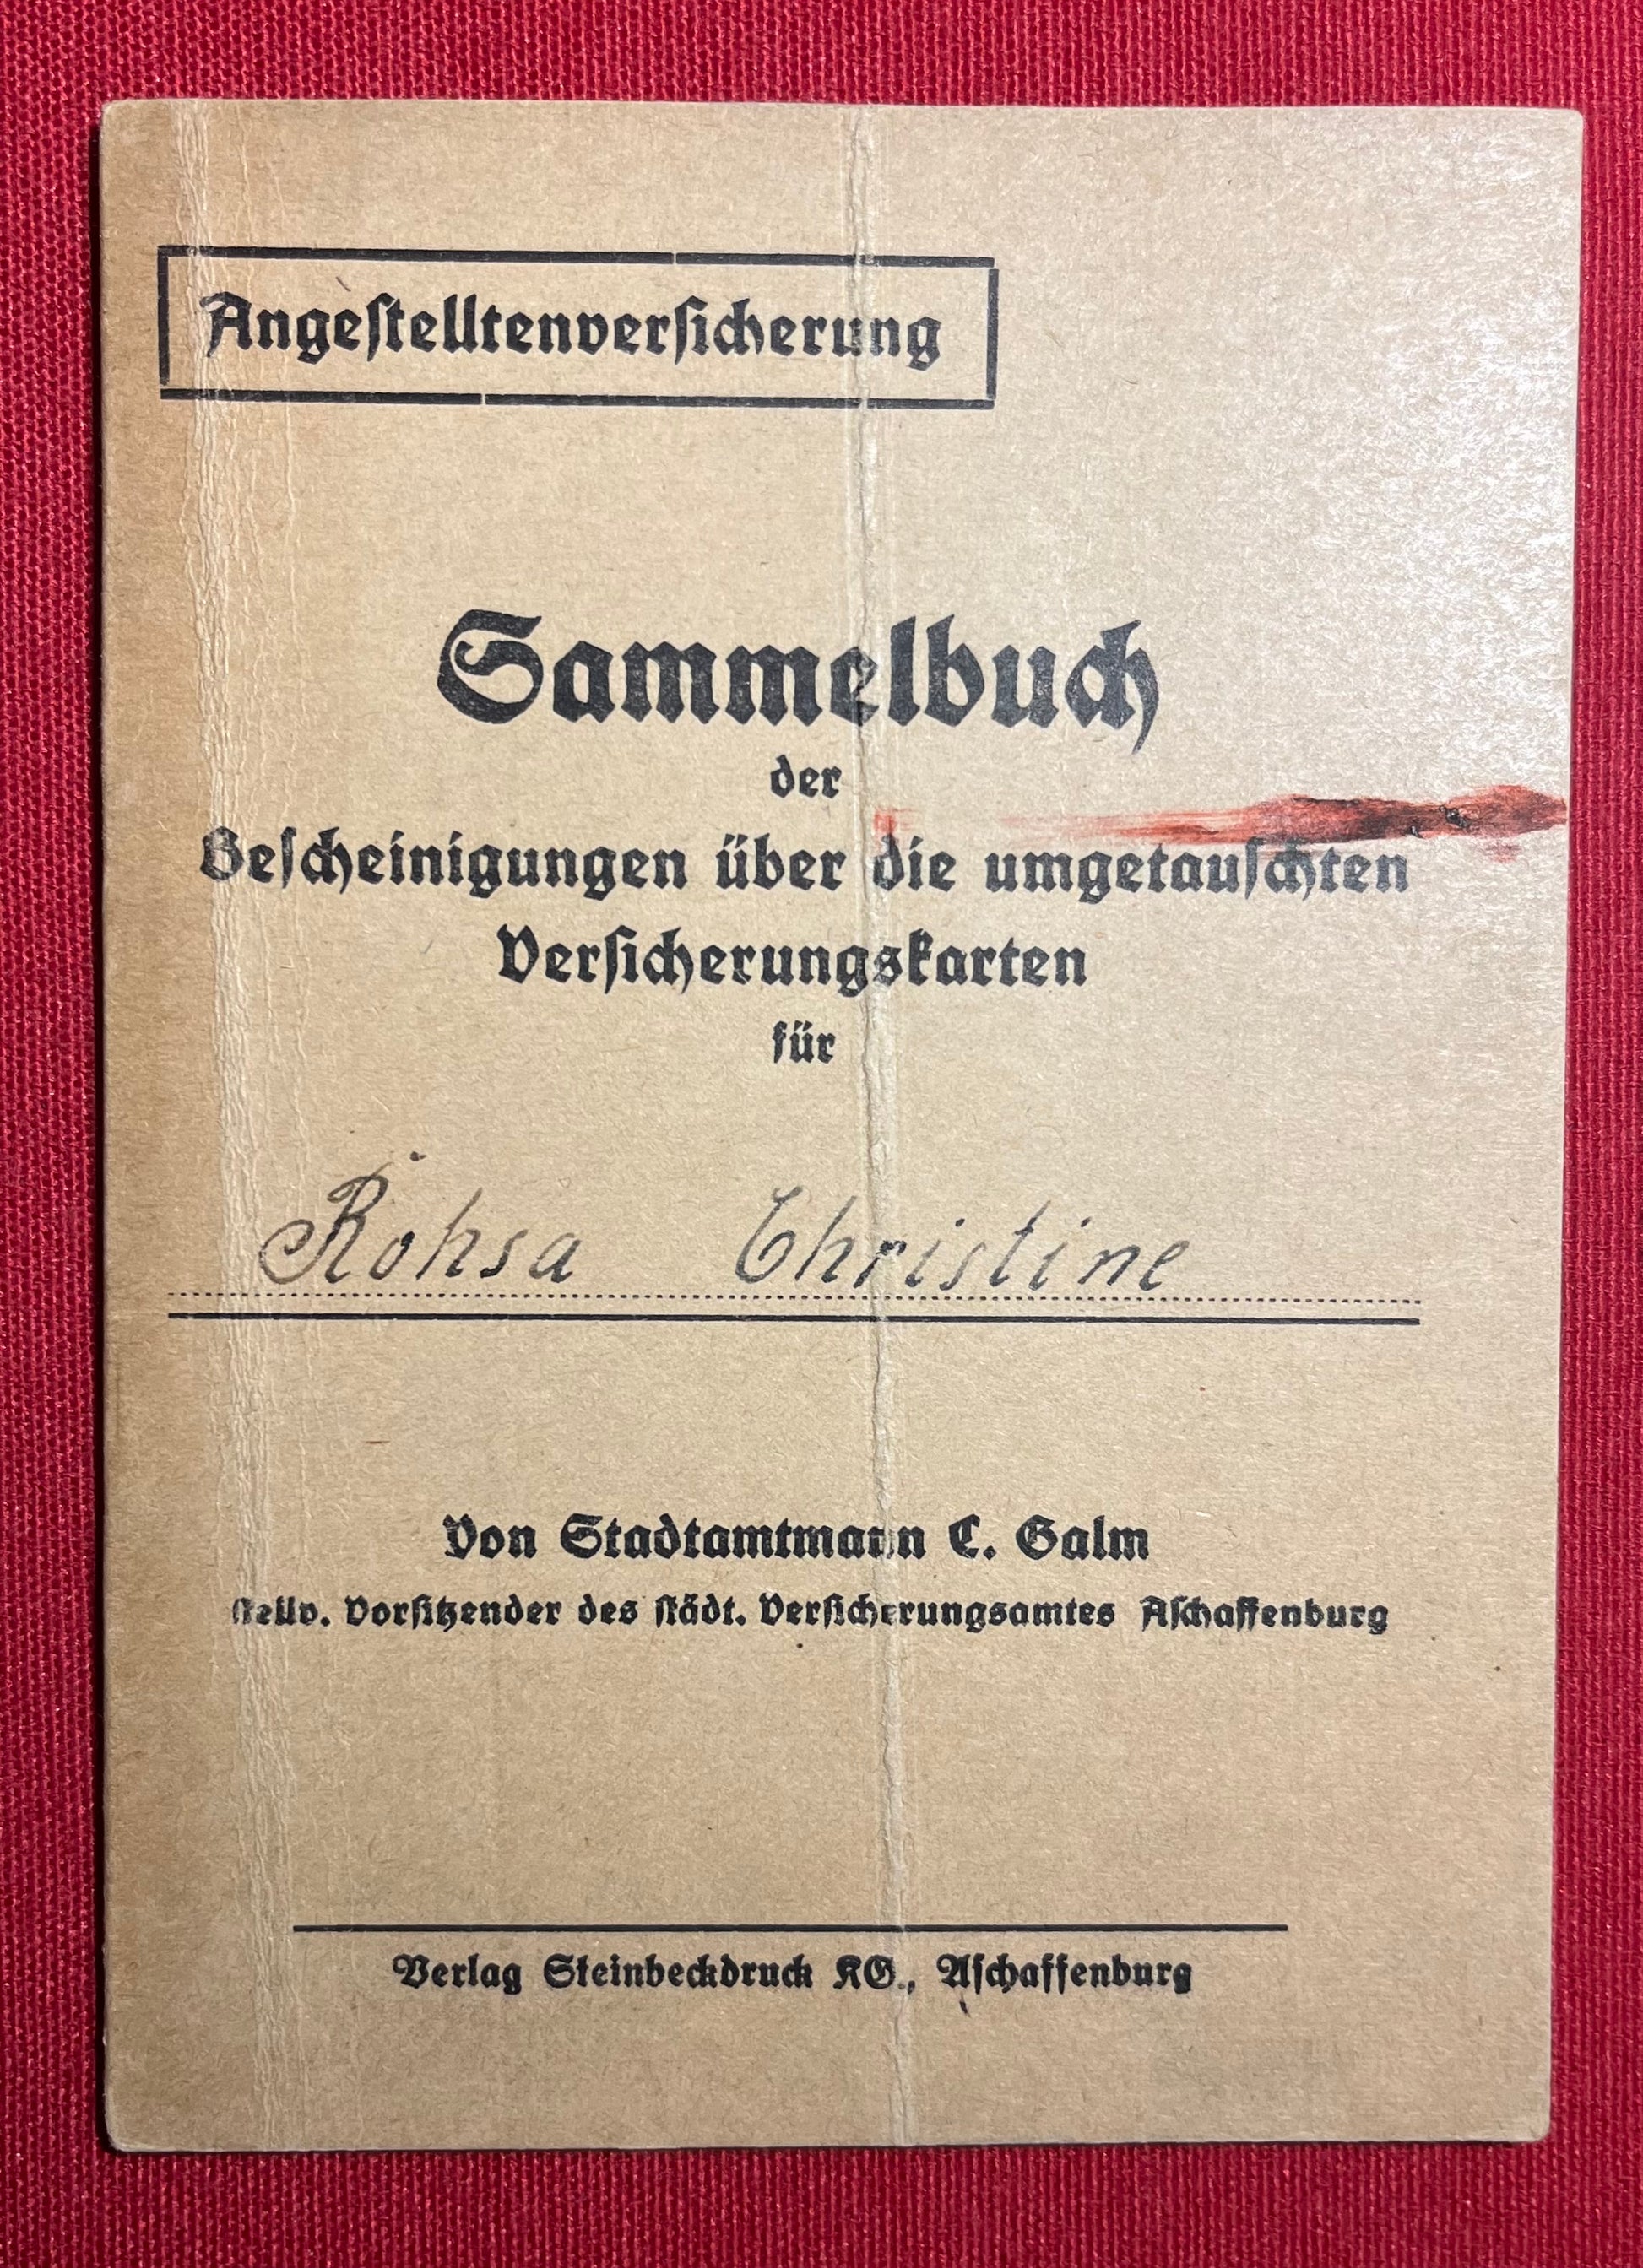 Angestelltenversicherung
Sammelbuch
der
Bescheinigungen über die umgetauschten
Versicherungskarten
für
Rohsa Christine
Von Stadtamtmann C. Galm
stellv. Vorsitzender des städt. Versicherungsamtes Aschaffenburg
Verlag Steinbeckdruck KG., Aschaffenburg